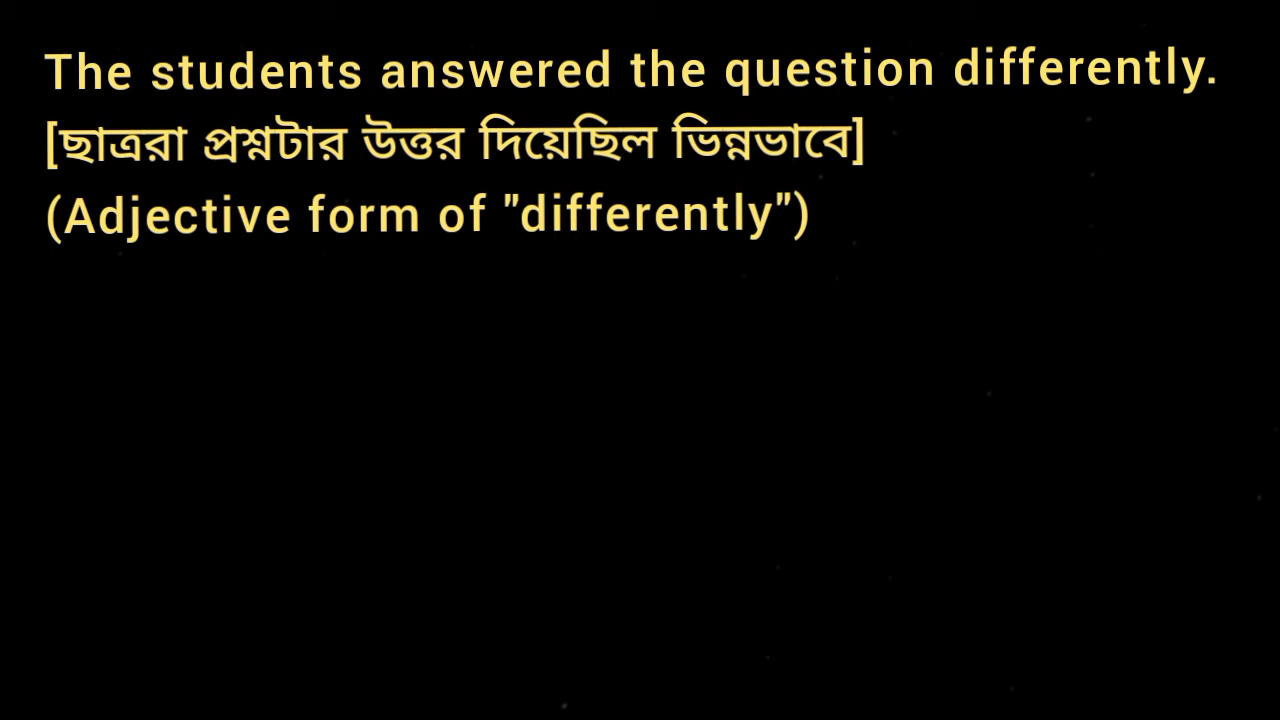 The students answered the question differently.
[ছাত্ররা প্রশ্নটার উত্তর দিয়েছিল ভিন্নভাবে]
(Adjective form of "differently")